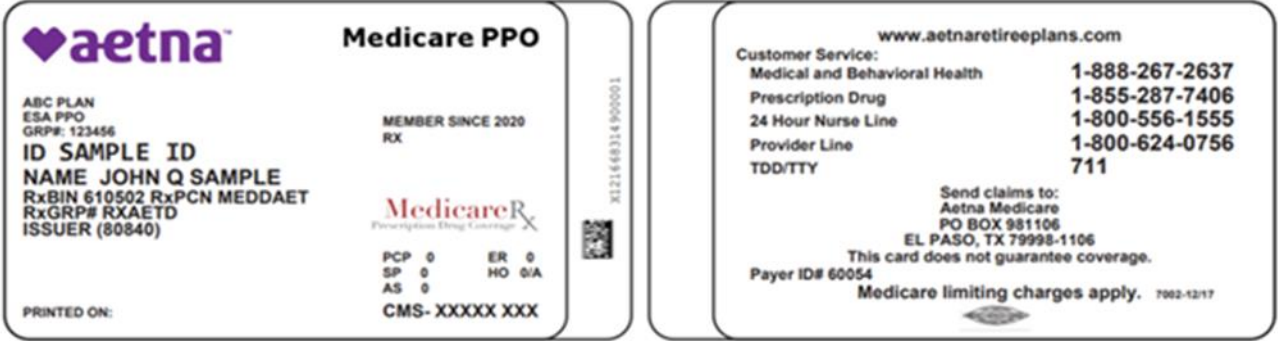 aetna™
Medicare PPO
ABC PLAN
ESA PPO
GRP#: 123456
ID SAMPLE ID
NAME JOHN Q SAMPLE
RxBIN 610502 RxPCN MEDDAET
RxGRP# RXAETD
ISSUER (80840)
MEMBER SINCE 2020
RX
MedicareRx
Prescription Drug Coverage
PCP 0 ER 0
SP 0 HO 0/A
AS 0
PRINTED ON:
CMS- XXXXX XXX
X121668314900001
www.aetnaretireeplans.com
Customer Service:
Medical and Behavioral Health 1-888-267-2637
Prescription Drug 1-855-287-7406
24 Hour Nurse Line 1-800-556-1555
Provider Line 1-800-624-0756
TDD/TTY 711
Send claims to:
Aetna Medicare
PO BOX 981106
EL PASO, TX 79998-1106
This card does not guarantee coverage.
Payer ID# 60054
Medicare limiting charges apply. 7002-12/17